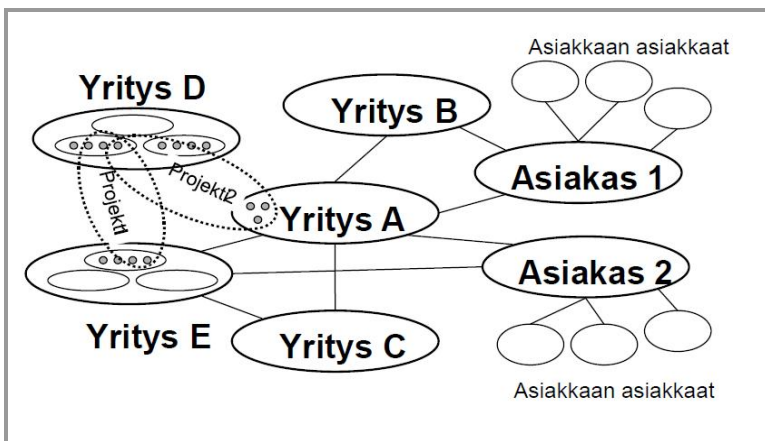 Asiakkaan asiakkaat
Yritys D
Yritys B
Asiakas 1
Projekti2
Projekti1
Yritys A
Asiakas 2
Yritys E
Yritys C
Asiakkaan asiakkaat